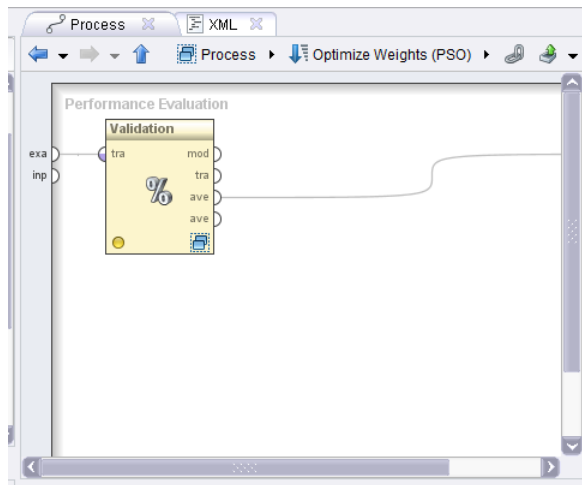 Process
XML
Process
Optimize Weights (PSO)
Performance Evaluation
Validation
exa
tra
mod
inp
tra
%
ave
ave